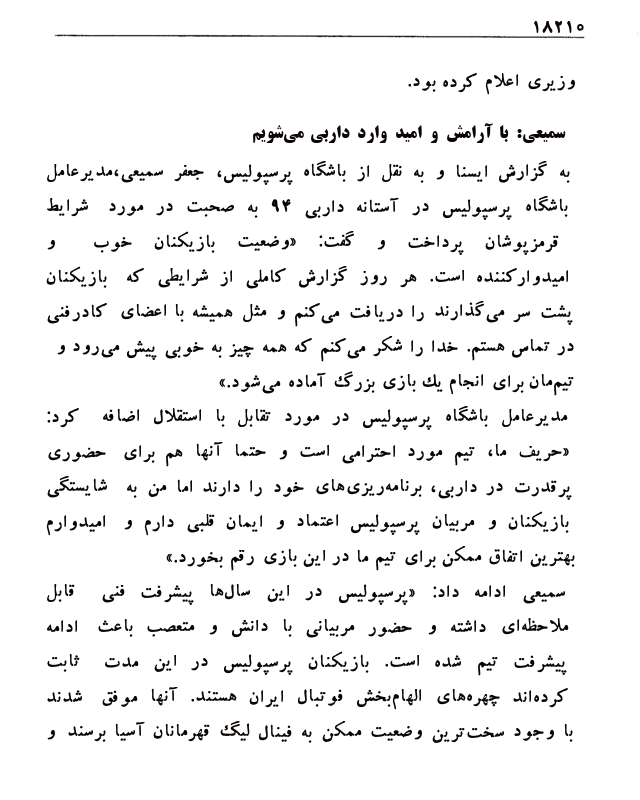 ۱۸۲۱۰
وزیری اعلام کرده بود.
سمیعی: با آرامش و امید وارد داربی می‌شویم
به گزارش ایسنا و به نقل از باشگاه پرسپولیس، جعفر سمیعی،مدیرعامل
باشگاه پرسپولیس در آستانه داربی ۹۴ به صحبت در مورد شرایط
قرمزپوشان پرداخت و گفت: «وضعیت بازیکنان خوب و
امیدوارکننده است. هر روز گزارش کاملی از شرایطی که بازیکنان
پشت سر می‌گذارند را دریافت می‌کنم و مثل همیشه با اعضای کادرفنی
در تماس هستم. خدا را شکر می‌کنم که همه چیز به خوبی پیش می‌رود و
تیم‌مان برای انجام یك بازی بزرگ آماده می‌شود.»
مدیرعامل باشگاه پرسپولیس در مورد تقابل با استقلال اضافه کرد:
«حریف ما، تیم مورد احترامی است و حتما آنها هم برای حضوری
پرقدرت در داربی، برنامه‌ریزی‌های خود را دارند اما من به شایستگی
بازیکنان و مربیان پرسپولیس اعتماد و ایمان قلبی دارم و امیدوارم
بهترین اتفاق ممکن برای تیم ما در این بازی رقم بخورد.»
سمیعی ادامه داد: «پرسپولیس در این سال‌ها پیشرفت فنی قابل
ملاحظه‌ای داشته و حضور مربیانی با دانش و متعصب باعث ادامه
پیشرفت تیم شده است. بازیکنان پرسپولیس در این مدت ثابت
کرده‌اند چهره‌های الهام‌بخش فوتبال ایران هستند. آنها موفق شدند
با وجود سخت‌ترین وضعیت ممکن به فینال لیگ قهرمانان آسیا برسند و